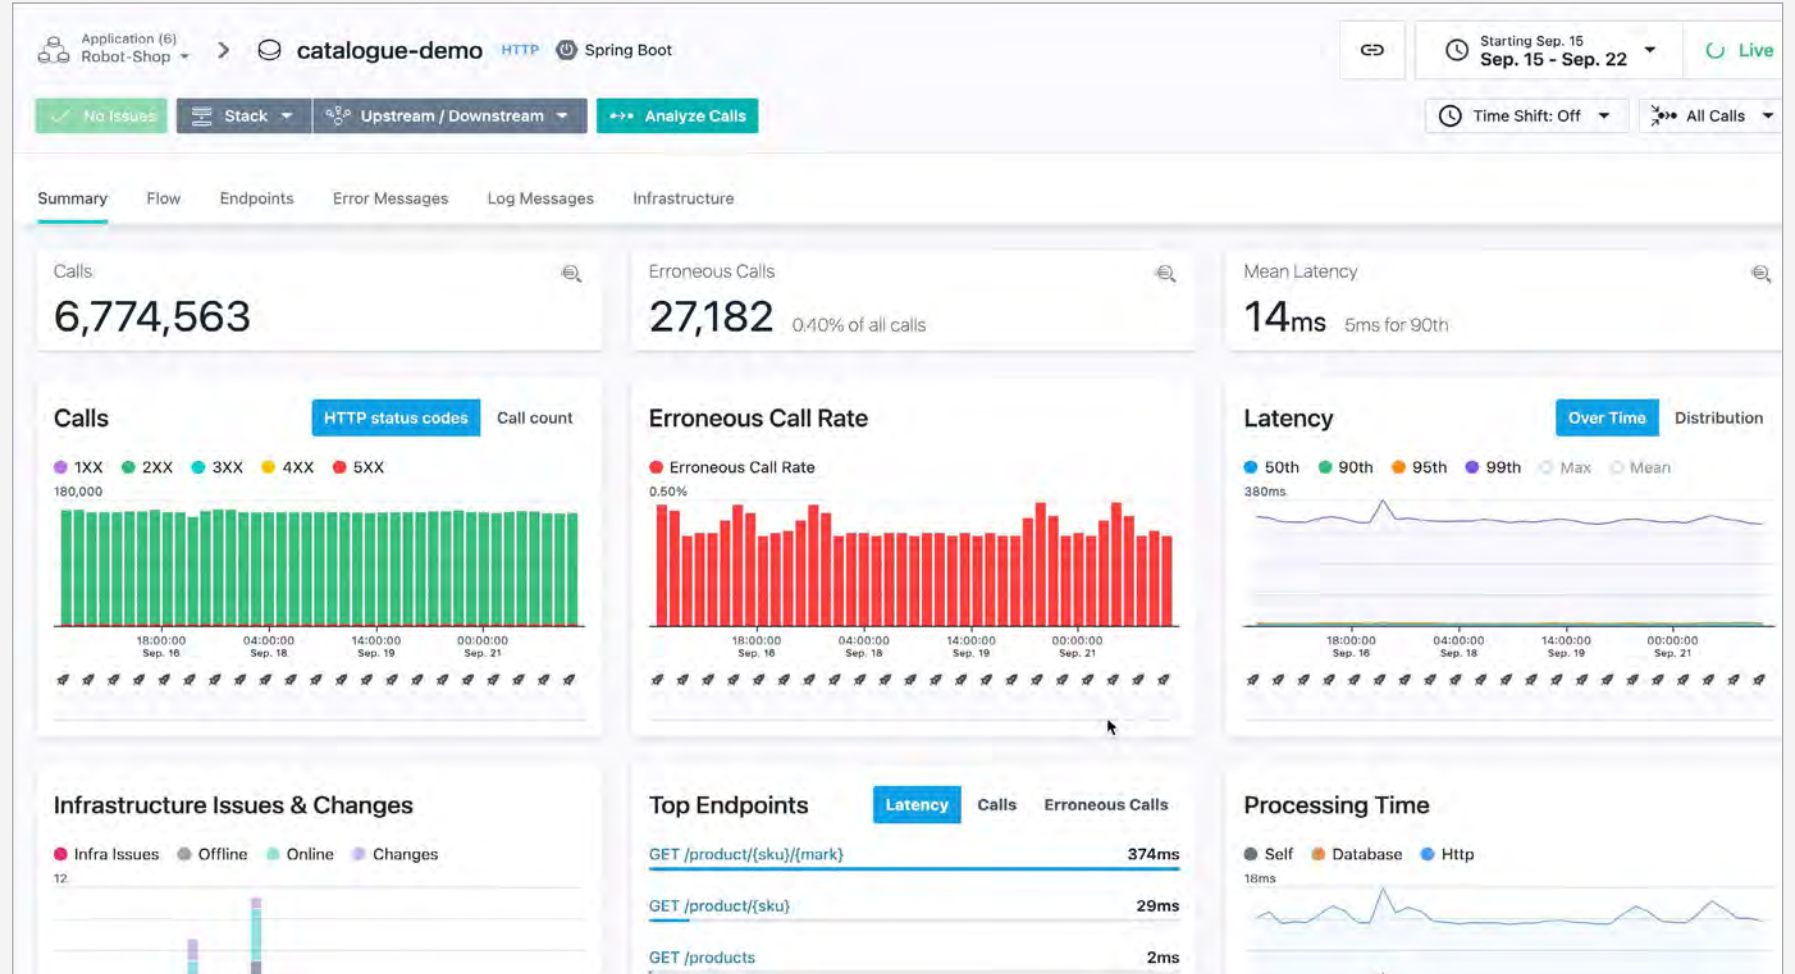 Application (6)
Robot-Shop
catalogue-demo HTTP Spring Boot
Starting Sep. 15
Sep. 15 - Sep. 22
Live
No Issues Stack Upstream / Downstream Analyze Calls
Time Shift: Off All Calls
Summary Flow Endpoints Error Messages Log Messages Infrastructure
Calls
6,774,563
Erroneous Calls
27,182 0.40% of all calls
Mean Latency
14ms 5ms for 90th
Calls HTTP status codes Call count
1XX 2XX 3XX 4XX 5XX
180,000
18:00:00 04:00:00 14:00:00 00:00:00
Sep. 16 Sep. 18 Sep. 19 Sep. 21
Erroneous Call Rate
Erroneous Call Rate
0.50%
18:00:00 04:00:00 14:00:00 00:00:00
Sep. 16 Sep. 18 Sep. 19 Sep. 21
Latency Over Time Distribution
50th 90th 95th 99th Max Mean
380ms
18:00:00 04:00:00 14:00:00 00:00:00
Sep. 16 Sep. 18 Sep. 19 Sep. 21
Infrastructure Issues & Changes
Infra Issues Offline Online Changes
12
Top Endpoints Latency Calls Erroneous Calls
GET /product/{sku}/{mark} 374ms
GET /product/{sku} 29ms
GET /products 2ms
Processing Time
Self Database Http
18ms